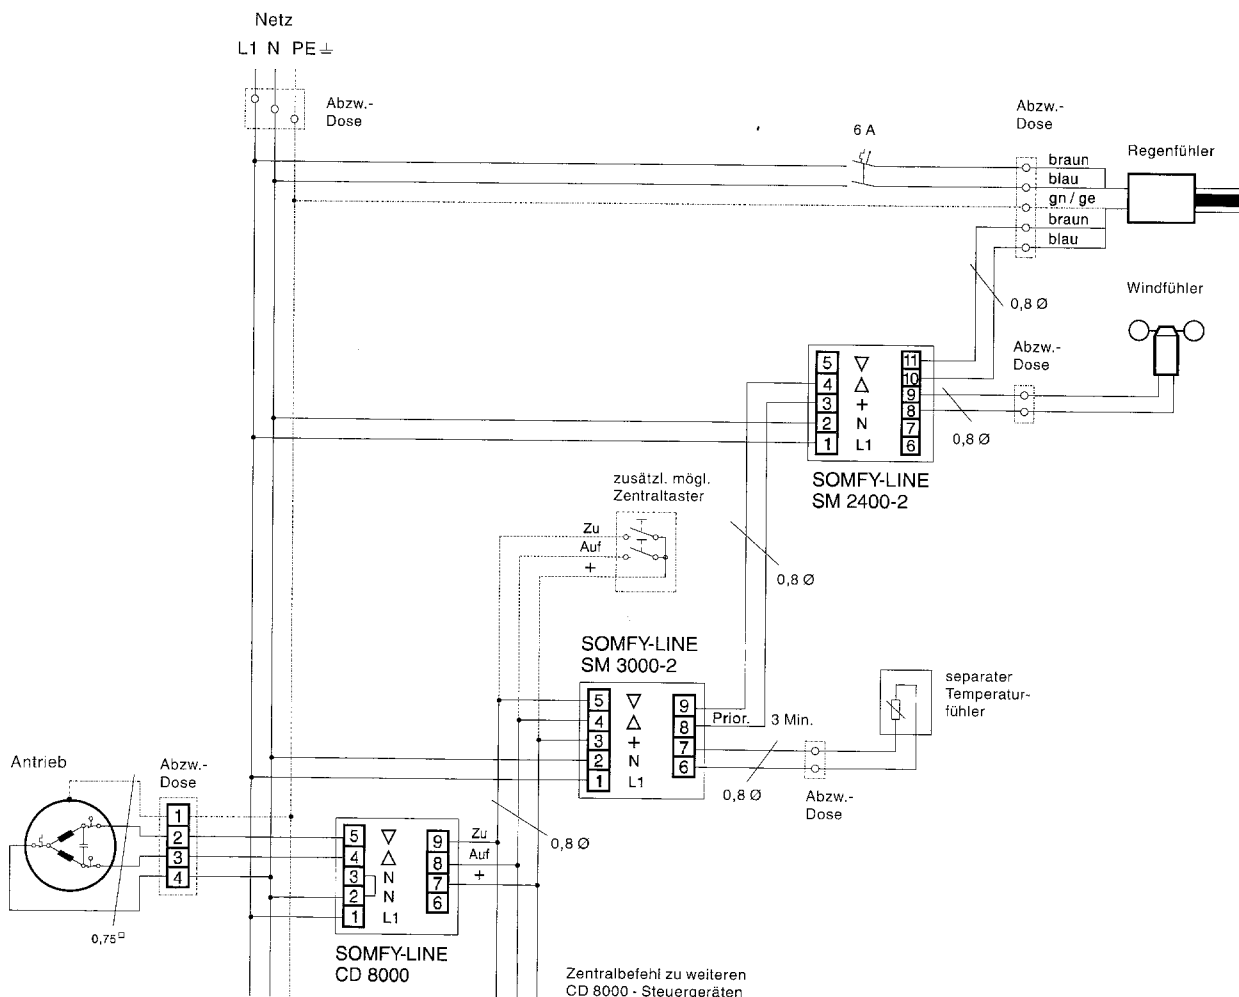 Netz
L1 N PE
Abzw.-
Dose
6 A
Abzw.-
Dose
braun
blau
gn / ge
braun
blau
Regenfühler
0,8 Ø
Windfühler
Abzw.-
Dose
5
4
3 +
2 N
1 L1
11
10
9
8
7
6
0,8 Ø
SOMFY-LINE
SM 2400-2
zusätzl. mögl.
Zentraltaster
Zu
Auf
+
0,8 Ø
SOMFY-LINE
SM 3000-2
5
4
3 +
2 N
1 L1
9
8
7
6
Prior. 3 Min.
0,8 Ø
Abzw.-
Dose
separater
Temperatur-
fühler
Antrieb
Abzw.-
Dose
1
2
3
4
0,75
5
4
3 N
2 N
1 L1
9
8
7
6
Zu
Auf
+
0,8 Ø
SOMFY-LINE
CD 8000
Zentralbefehl zu weiteren
CD 8000 - Steuergeräten